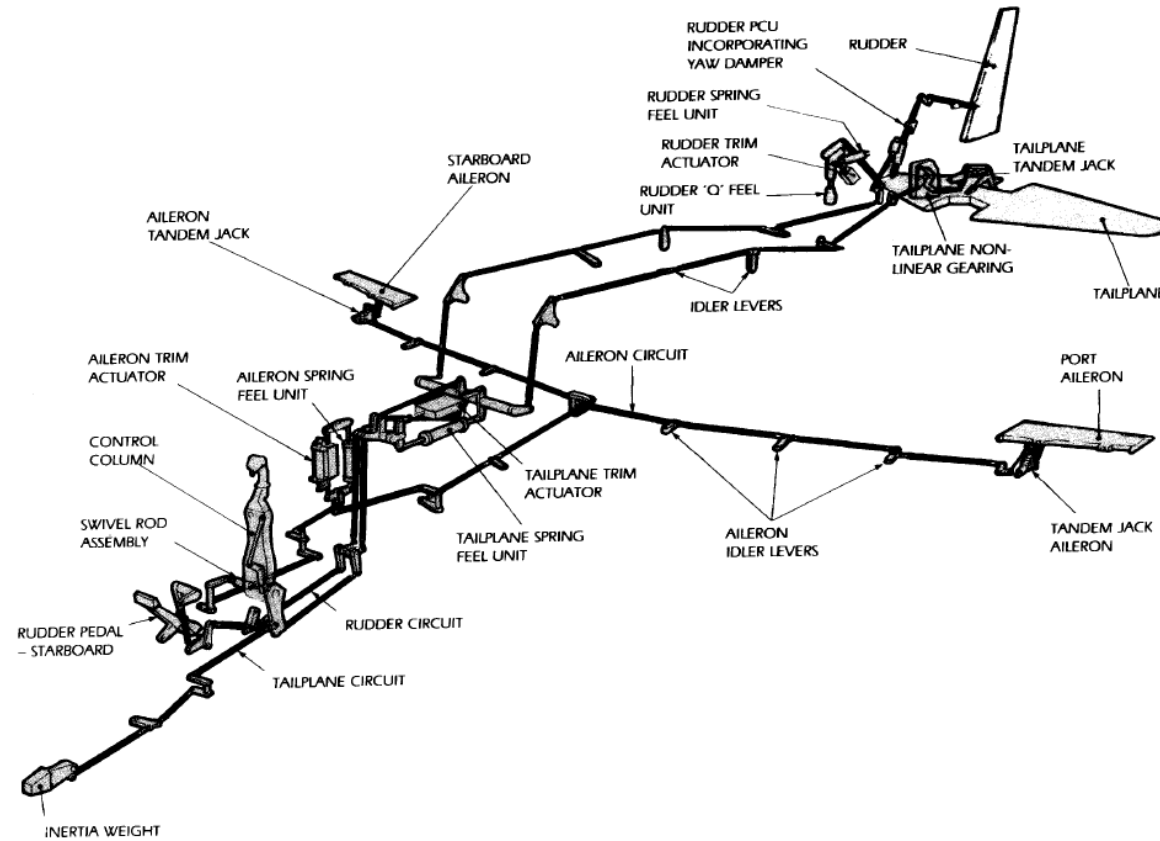 RUDDER PCU
INCORPORATING
YAW DAMPER
RUDDER
RUDDER SPRING
FEEL UNIT
RUDDER TRIM
ACTUATOR
RUDDER 'Q' FEEL
UNIT
TAILPLANE
TANDEM JACK
STARBOARD
AILERON
AILERON
TANDEM JACK
TAILPLANE NON-
LINEAR GEARING
TAILPLANE
IDLER LEVERS
AILERON CIRCUIT
PORT
AILERON
AILERON TRIM
ACTUATOR
AILERON SPRING
FEEL UNIT
CONTROL
COLUMN
TAILPLANE TRIM
ACTUATOR
SWIVEL ROD
ASSEMBLY
TAILPLANE SPRING
FEEL UNIT
AILERON
IDLER LEVERS
TANDEM JACK
AILERON
RUDDER PEDAL
– STARBOARD
RUDDER CIRCUIT
TAILPLANE CIRCUIT
INERTIA WEIGHT